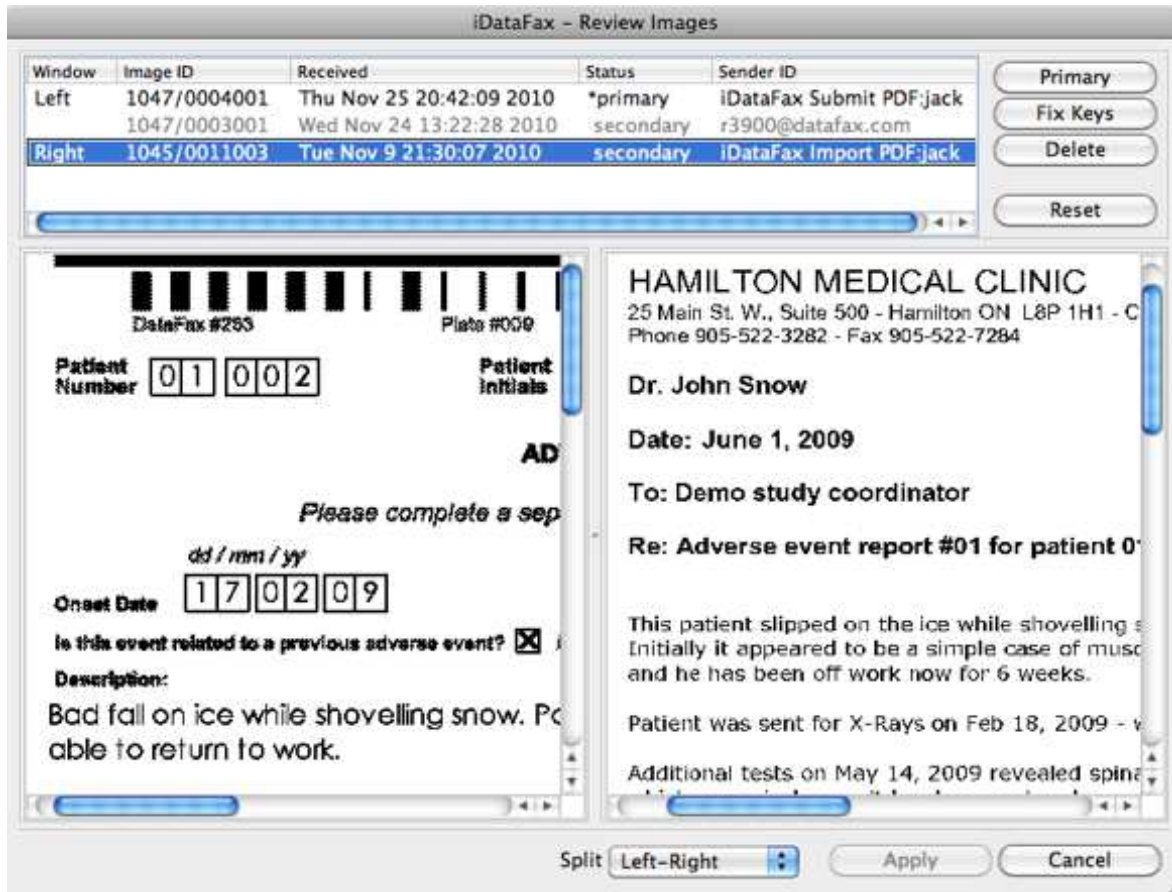 iDataFax - Review Images
Window Image ID Received Status Sender ID
Left 1047/0004001 Thu Nov 25 20:42:09 2010 *primary iDataFax Submit PDF:jack
1047/0003001 Wed Nov 24 13:22:28 2010 secondary r3900@datafax.com
Right 1045/0011003 Tue Nov 9 21:30:07 2010 secondary iDataFax Import PDF:jack
Primary
Fix Keys
Delete
Reset
DataFax #253 Plate #009
Patient Number 01 002 Patient Initials
AD
Please complete a sep
dd / mm / yy
Onset Date 17 02 09
Is this event related to a previous adverse event?
Description:
Bad fall on ice while shovelling snow.
able to return to work.
HAMILTON MEDICAL CLINIC
25 Main St. W., Suite 500 - Hamilton ON L8P 1H1 - C
Phone 905-522-3282 - Fax 905-522-7284
Dr. John Snow
Date: June 1, 2009
To: Demo study coordinator
Re: Adverse event report #01 for patient 0
This patient slipped on the ice while shovelling
Initially it appeared to be a simple case of musc
and he has been off work now for 6 weeks.
Patient was sent for X-Rays on Feb 18, 2009 -
Additional tests on May 14, 2009 revealed spina
Split Left-Right Apply Cancel